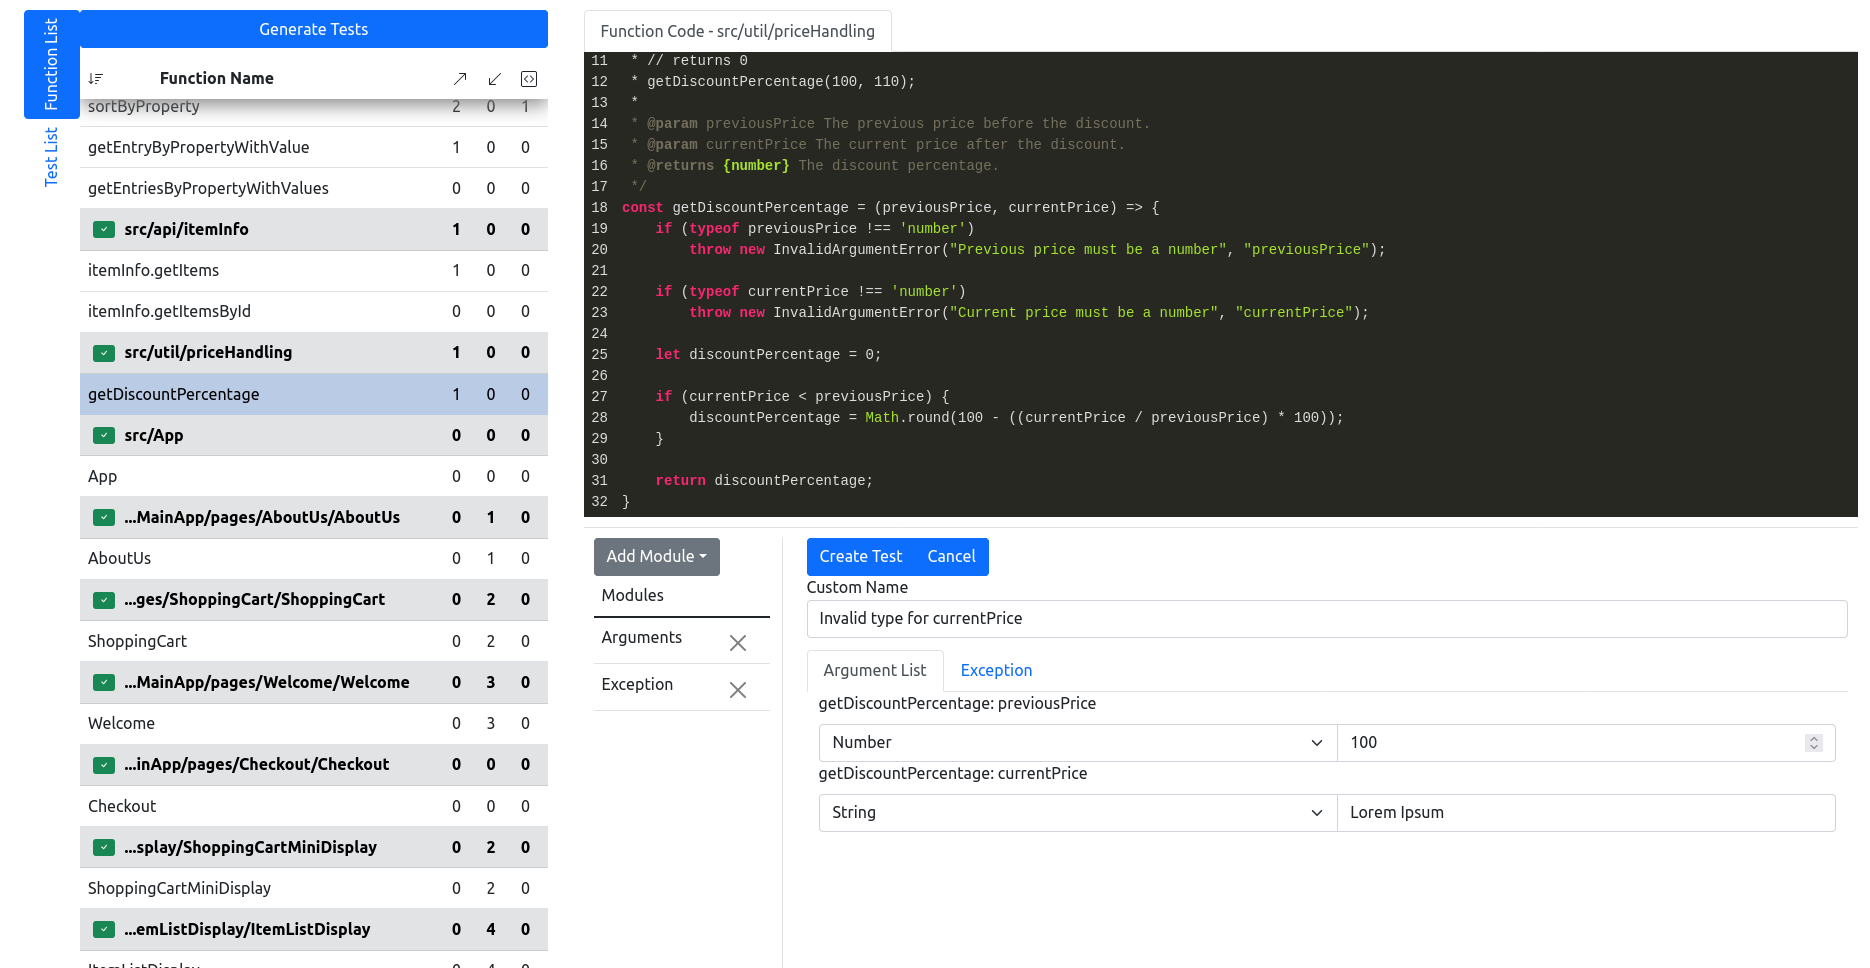 Function List
Test List
Generate Tests
Function Name
sortByProperty 2 0 1
getEntryByPropertyWithValue 1 0 0
getEntriesByPropertyWithValues 0 0 0
src/api/itemInfo 1 0 0
itemInfo.getItems 1 0 0
itemInfo.getItemsById 0 0 0
src/util/priceHandling 1 0 0
getDiscountPercentage 1 0 0
src/App 0 0 0
App 0 0 0
...MainApp/pages/AboutUs/AboutUs 0 1 0
AboutUs 0 1 0
...ges/ShoppingCart/ShoppingCart 0 2 0
ShoppingCart 0 2 0
...MainApp/pages/Welcome/Welcome 0 3 0
Welcome 0 3 0
...inApp/pages/Checkout/Checkout 0 0 0
Checkout 0 0 0
...splay/ShoppingCartMiniDisplay 0 2 0
ShoppingCartMiniDisplay 0 2 0
...emListDisplay/ItemListDisplay 0 4 0
Function Code - src/util/priceHandling
11 * // returns 0
12 * getDiscountPercentage(100, 110);
13 *
14 * @param previousPrice The previous price before the discount.
15 * @param currentPrice The current price after the discount.
16 * @returns {number} The discount percentage.
17 */
18 const getDiscountPercentage = (previousPrice, currentPrice) => {
19 if (typeof previousPrice !== 'number')
20 throw new InvalidArgumentError("Previous price must be a number", "previousPrice");
21
22 if (typeof currentPrice !== 'number')
23 throw new InvalidArgumentError("Current price must be a number", "currentPrice");
24
25 let discountPercentage = 0;
26
27 if (currentPrice < previousPrice) {
28 discountPercentage = Math.round(100 - ((currentPrice / previousPrice) * 100));
29 }
30
31 return discountPercentage;
32 }
Add Module
Modules
Arguments
Exception
Create Test Cancel
Custom Name
Invalid type for currentPrice
Argument List Exception
getDiscountPercentage: previousPrice
Number 100
getDiscountPercentage: currentPrice
String Lorem Ipsum